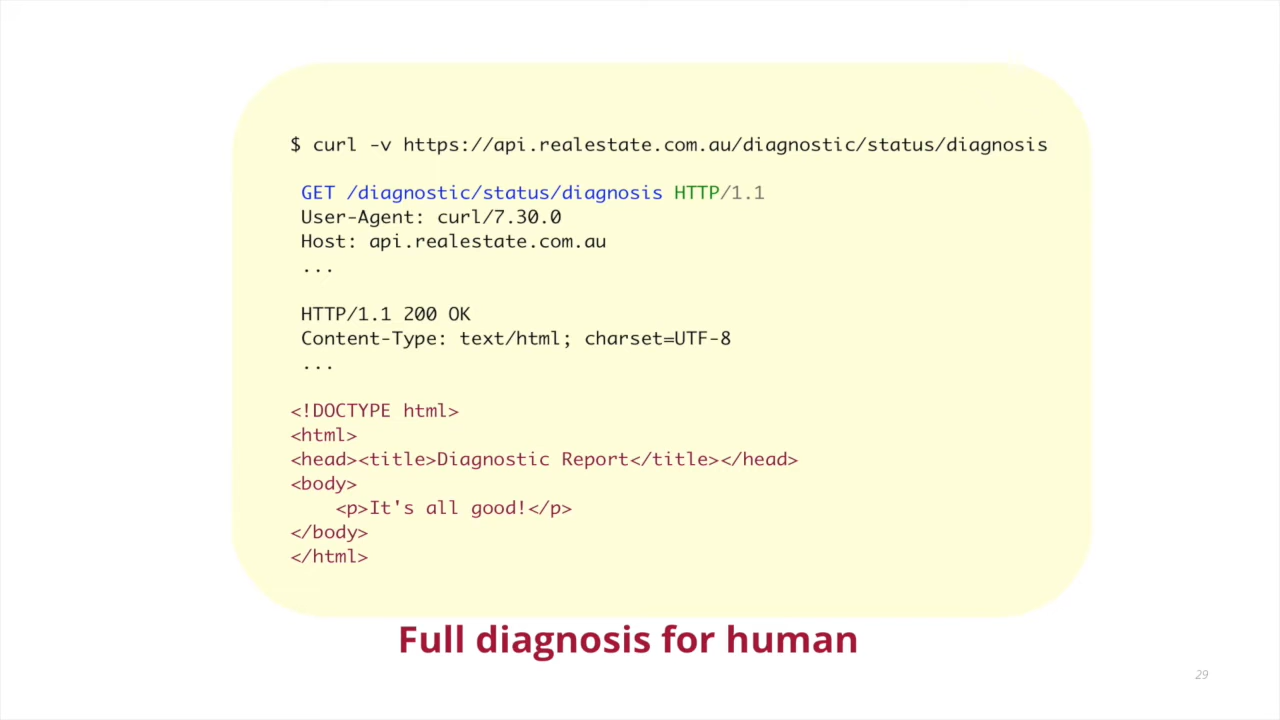 $ curl -v https://api.realestate.com.au/diagnostic/status/diagnosis
GET /diagnostic/status/diagnosis HTTP/1.1
User-Agent: curl/7.30.0
Host: api.realestate.com.au
...
HTTP/1.1 200 OK
Content-Type: text/html; charset=UTF-8
...
<!DOCTYPE html>
<html>
<head><title>Diagnostic Report</title></head>
<body>
<p>It's all good!</p>
</body>
</html>
Full diagnosis for human
29